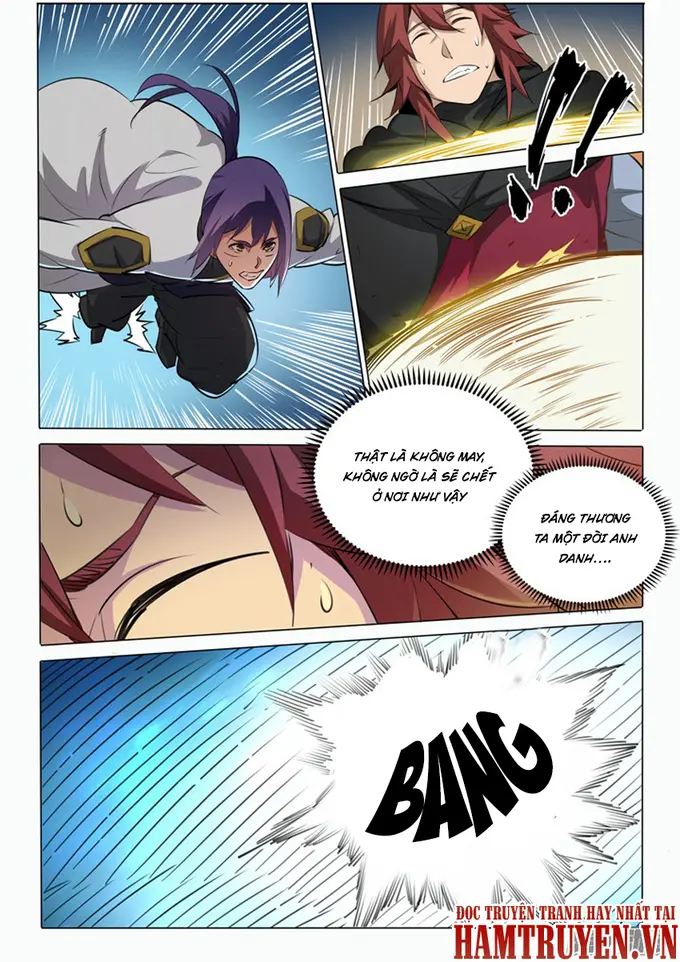 !!
THẬT LÀ KHÔNG MAY,
KHÔNG NGỜ LÀ SẼ CHẾT
Ở NƠI NHƯ VẬY
ĐÁNG THƯƠNG
TA MỘT ĐỜI ANH
DANH....
BANG
ĐỌC TRUYỆN TRANH HAY NHẤT TẠI
HAMTRUYEN.VN